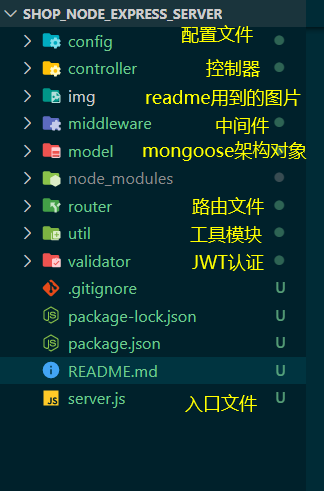 SHOP_NODE_EXPRESS_SERVER
config 配置文件
controller 控制器
img readme用到的图片
middleware 中间件
model mongoose架构对象
node_modules
router 路由文件
util 工具模块
validator JWT认证
.gitignore U
package-lock.json U
package.json U
README.md U
server.js 入口文件 U